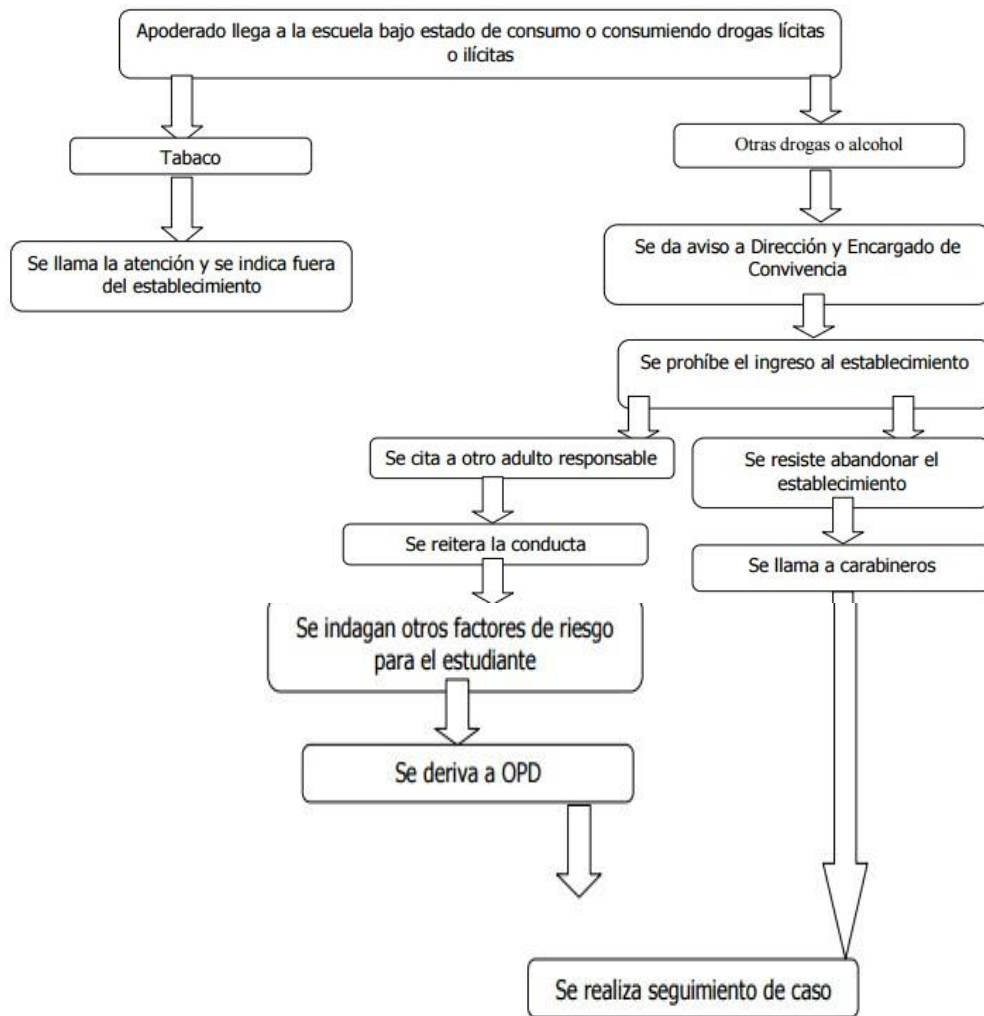 Apoderado llega a la escuela bajo estado de consumo o consumiendo drogas lícitas
o ilícitas
Tabaco
Otras drogas o alcohol
Se llama la atención y se indica fuera
del establecimiento
Se da aviso a Dirección y Encargado de
Convivencia
Se prohíbe el ingreso al establecimiento
Se cita a otro adulto responsable
Se resiste abandonar el
establecimiento
Se reitera la conducta
Se llama a carabineros
Se indagan otros factores de riesgo
para el estudiante
Se deriva a OPD
Se realiza seguimiento de caso